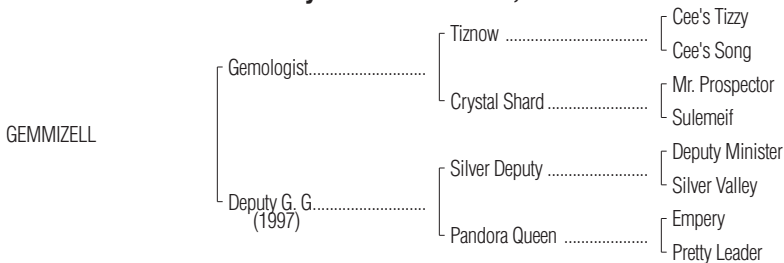 Cee's Tizzy
Tiznow ....................................
Cee's Song
Gemologist.............................
Mr. Prospector
Crystal Shard .........................
Sulemeif
GEMMIZELL
Deputy Minister
Silver Deputy ..........................
Silver Valley
Deputy G. G............................
(1997)
Empery
Pandora Queen .....................
Pretty Leader